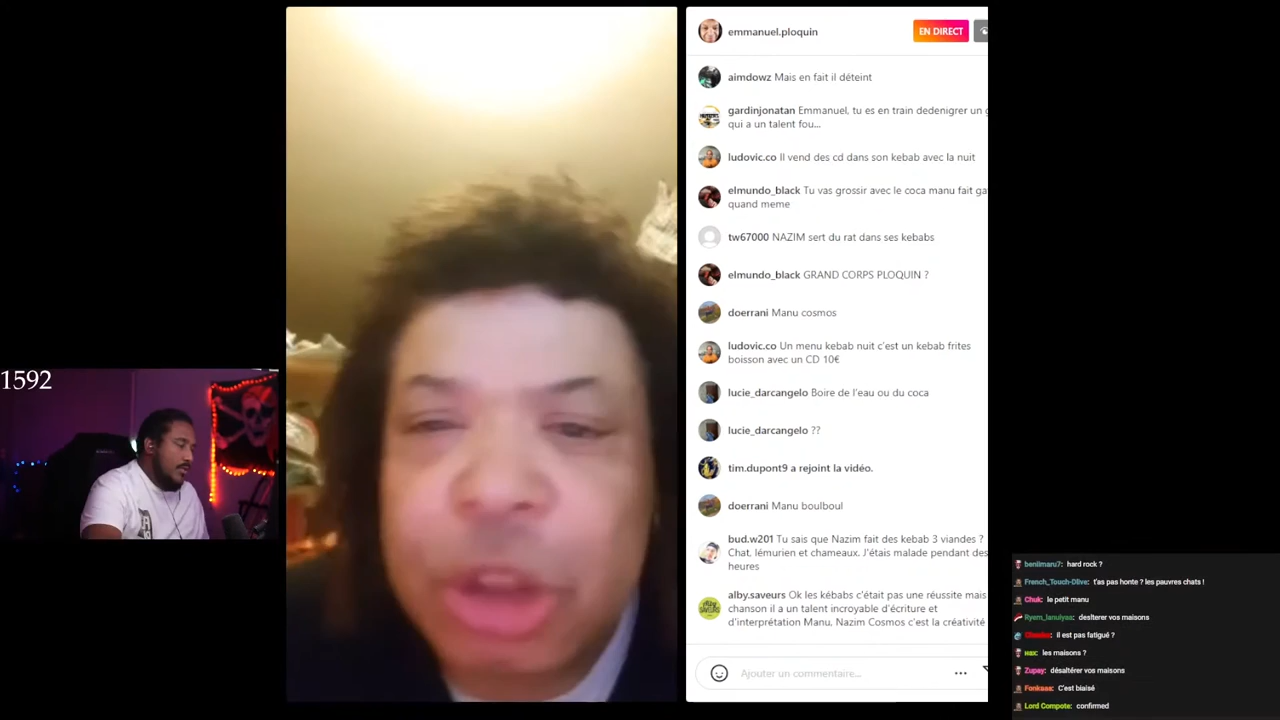 emmanuel.ploquin
EN DIRECT
aimdowz Mais en fait il déteint
gardinjonatan Emmanuel, tu es en train dedenigrer un g
qui a un talent fou...
ludovic.co Il vend des cd dans son kebab avec la nuit
elmundo_black Tu vas grossir avec le coca manu fait ga
quand meme
tw67000 NAZIM sert du rat dans ses kebabs
elmundo_black GRAND CORPS PLOQUIN ?
doerrani Manu cosmos
ludovic.co Un menu kebab nuit c'est un kebab frites
boisson avec un CD 10€
lucie_darcangelo Boire de l'eau ou du coca
lucie_darcangelo ??
tim.dupont9 a rejoint la vidéo.
doerrani Manu boulboul
bud.w201 Tu sais que Nazim fait des kebab 3 viandes ?
Chat, lémurien et chameaux. J'étais malade pendant des
heures
alby.saveurs Ok les kébabs c'était pas une réussite mais
chanson il a un talent incroyable d'écriture et
d'interprétation Manu, Nazim Cosmos c'est la créativité
Ajouter un commentaire...
1592
beniimaru7: hard rock ?
French_Touch-Dlive: t'as pas honte ? les pauvres chats !
Chuk: le petit manu
Ryem_lanuiyas: deslterer vos maisons
il est pas fatigué ?
les maisons ?
Zupay: désaltérer vos maisons
Fonkaas: C'est biaisé
Lord Compote: confirmed